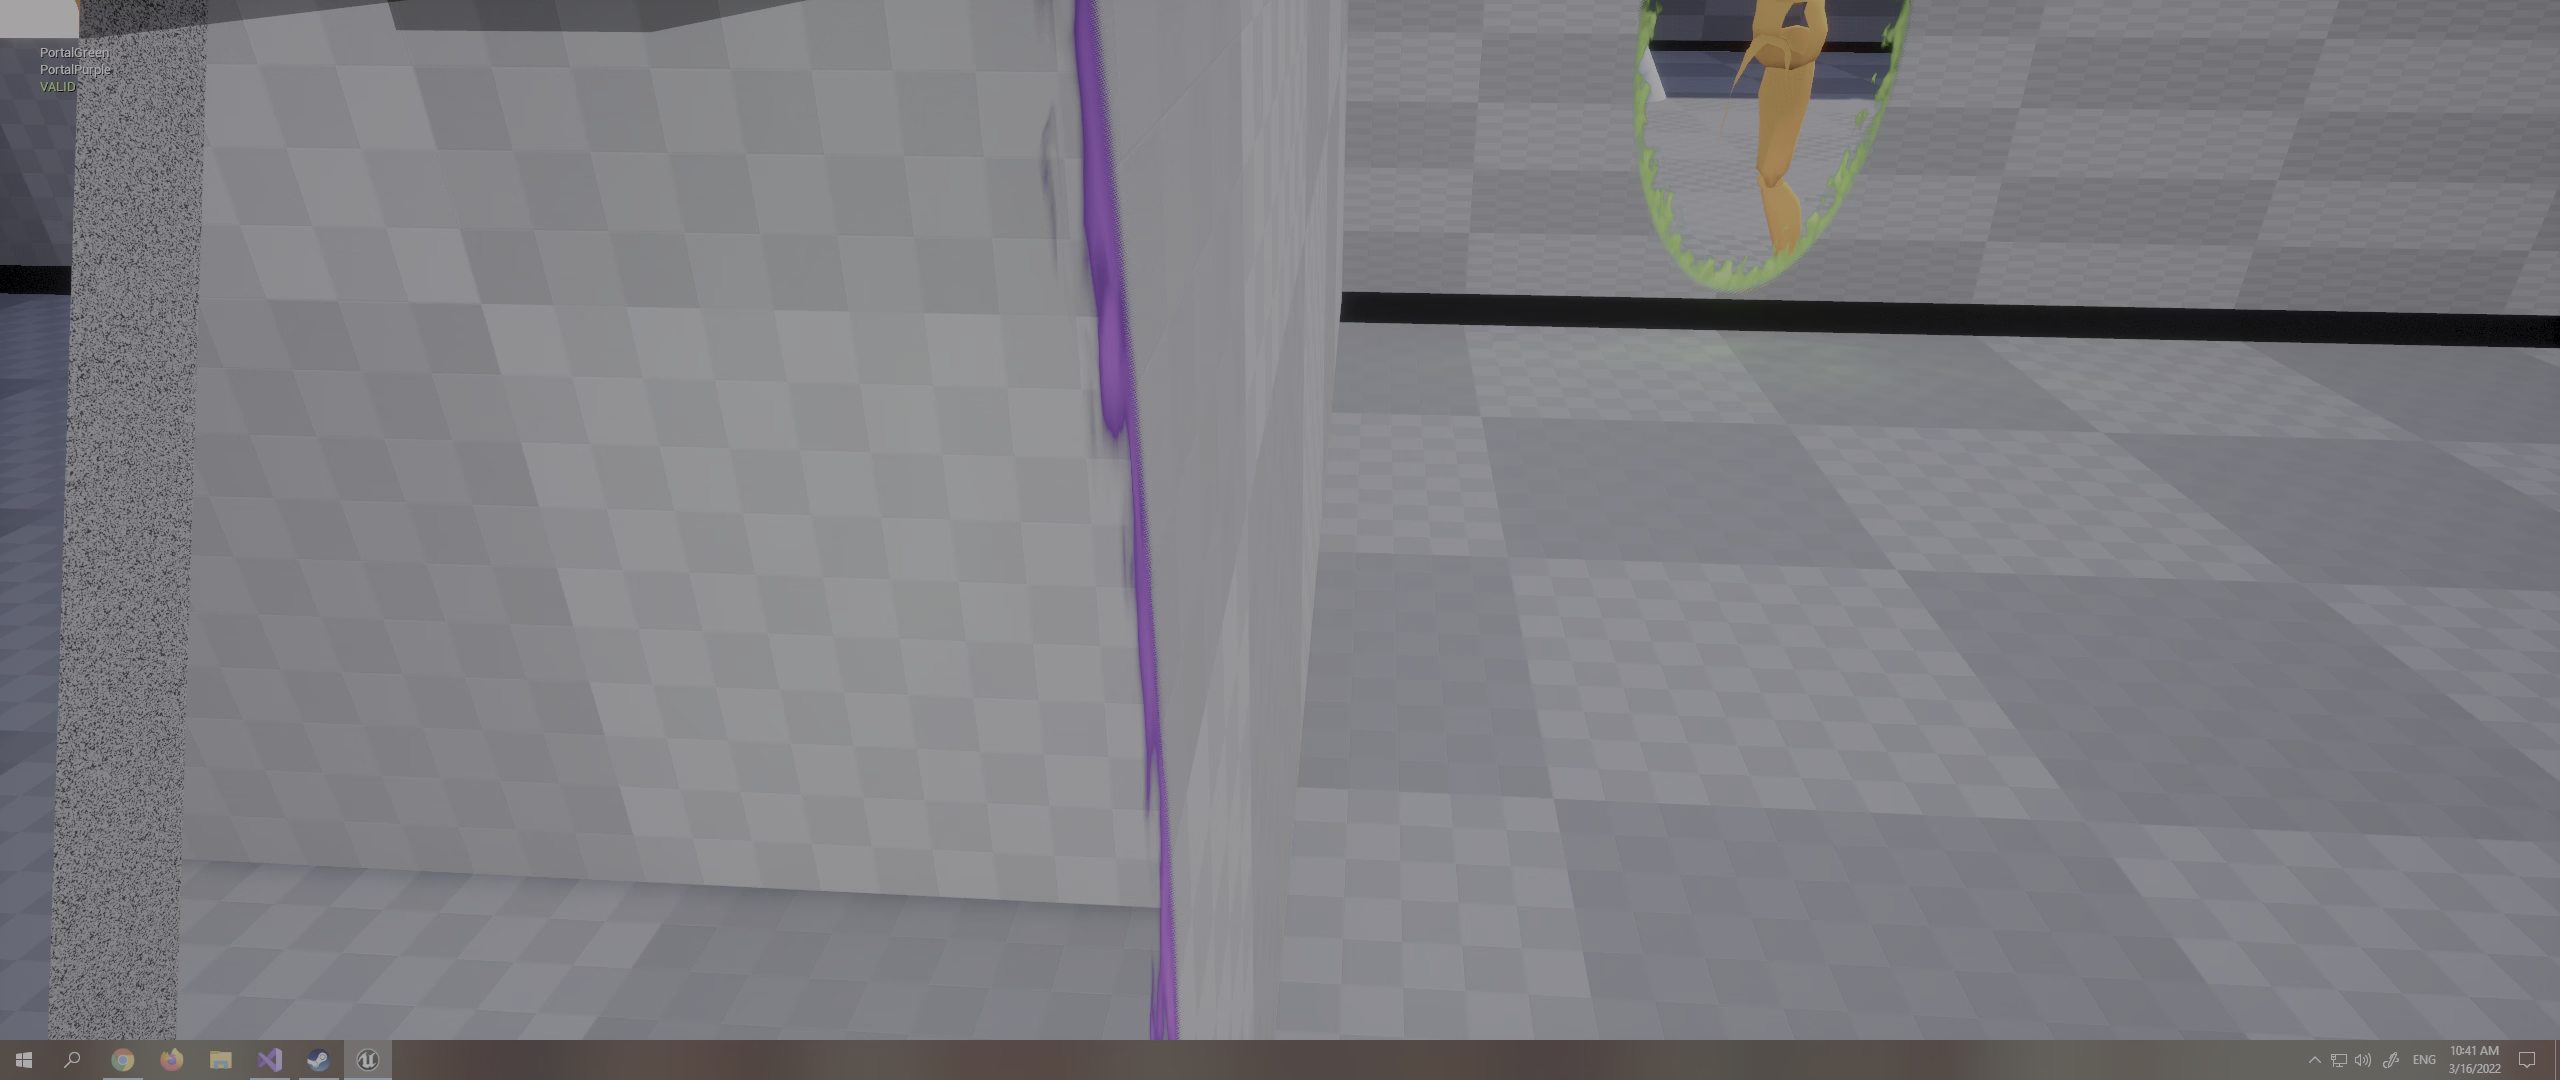 PortalGreen
PortalPurple
VALID
ENG
10:41 AM
3/16/2022